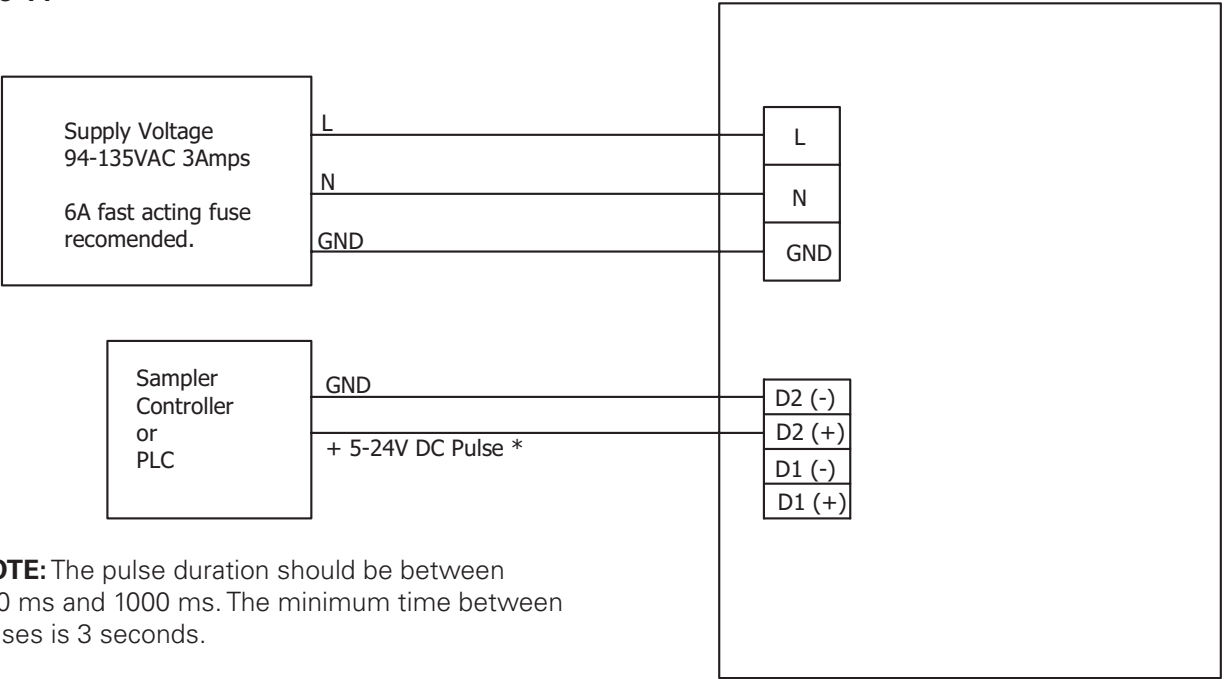 Supply Voltage
94-135VAC 3Amps
6A fast acting fuse
recomended.
L
N
GND
L
N
GND
Sampler
Controller
or
PLC
GND
+ 5-24V DC Pulse *
D2 (-)
D2 (+)
D1 (-)
D1 (+)
OTE: The pulse duration should be between
0 ms and 1000 ms. The minimum time between
ses is 3 seconds.